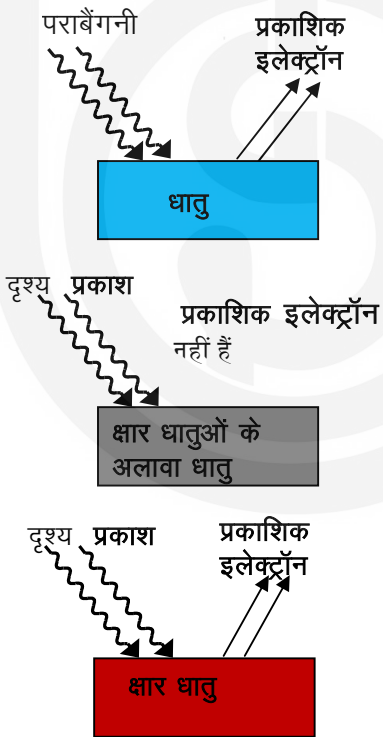 पराबैंगनी
प्रकाशिक
इलेक्ट्रॉन
धातु
दृश्य प्रकाश
प्रकाशिक इलेक्ट्रॉन
नहीं हैं
क्षार धातुओं के
अलावा धातु
दृश्य प्रकाश
प्रकाशिक
इलेक्ट्रॉन
क्षार धातु